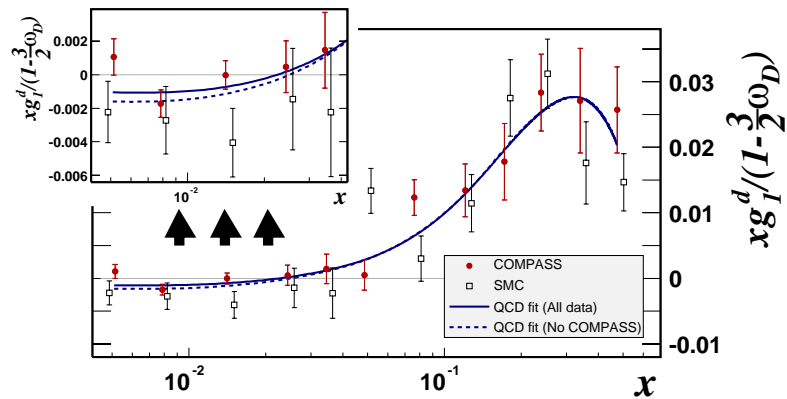 xg₁ᵈ/(1-3/2ω_D)
0.002
0
-0.002
-0.004
-0.006
10⁻²
x
xg₁ᵈ/(1-3/2ω_D)
0.03
0.02
0.01
0
-0.01
COMPASS
SMC
QCD fit (All data)
QCD fit (No COMPASS)
10⁻²
10⁻¹
x